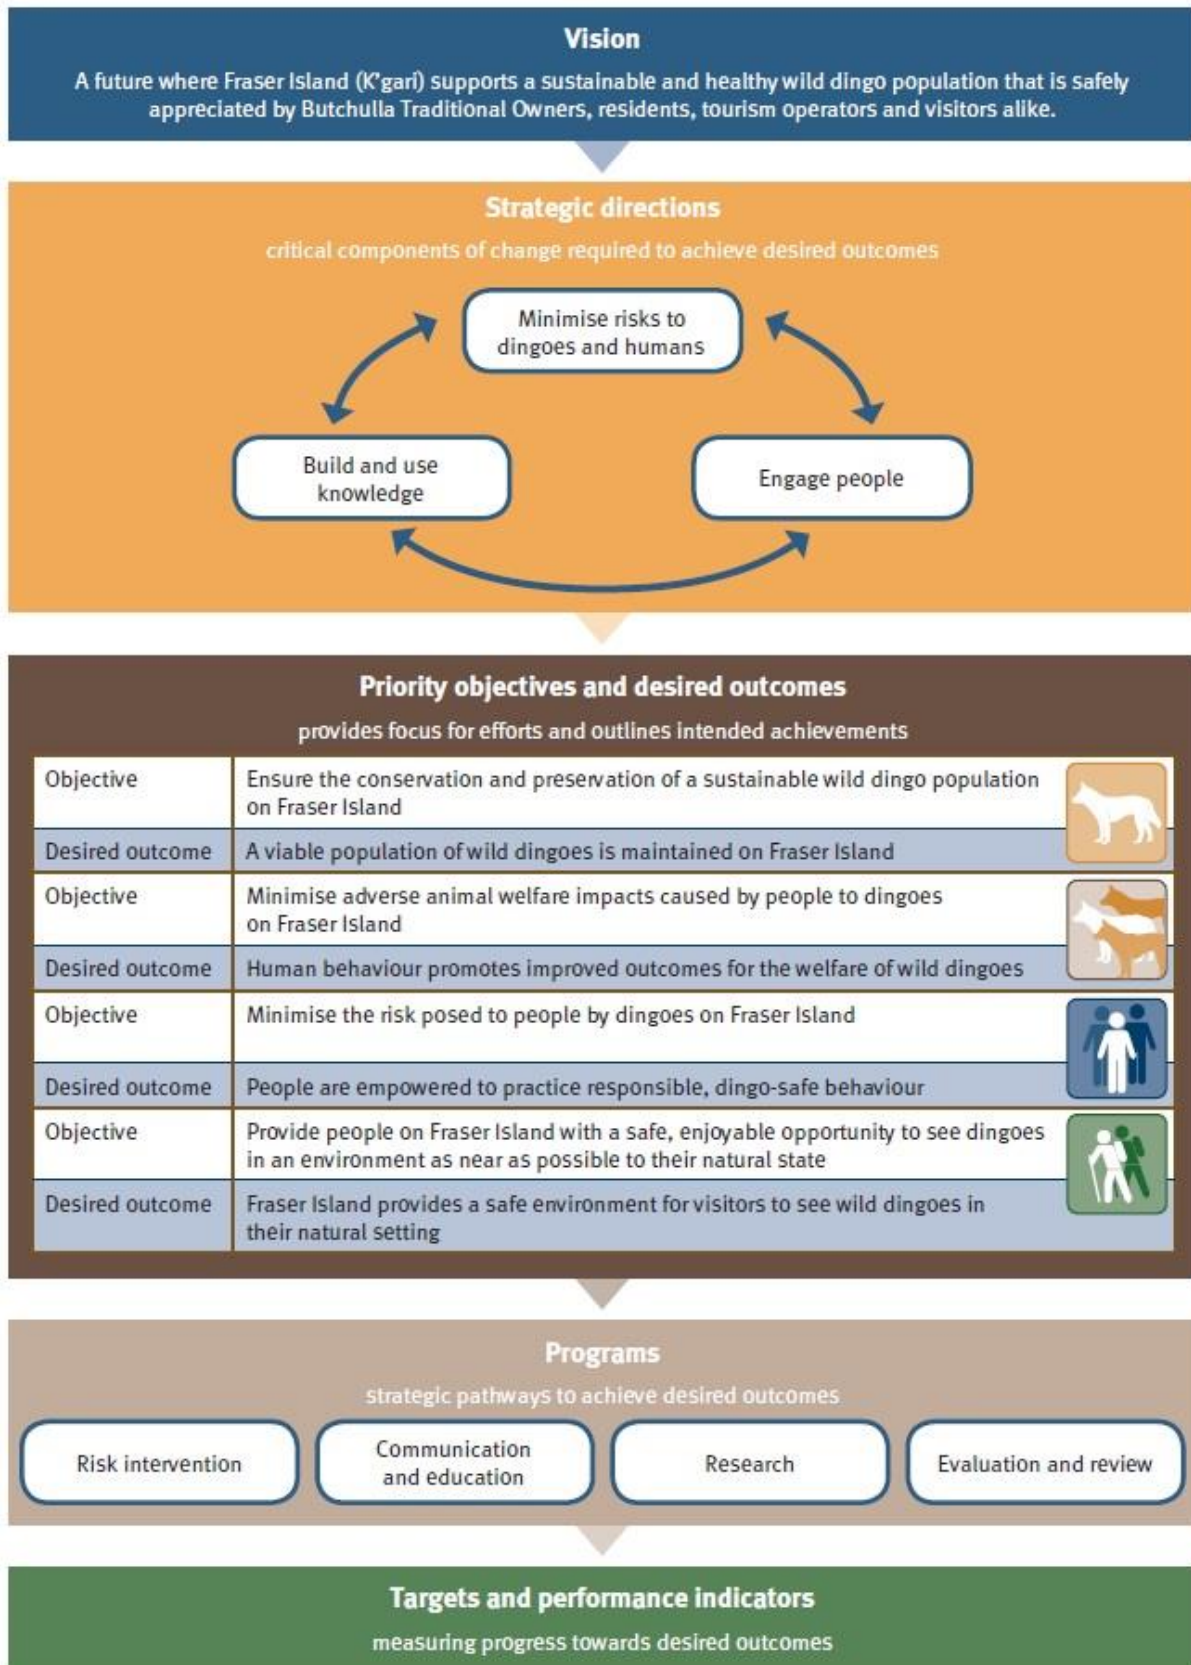 Vision
A future where Fraser Island (K'gari) supports a sustainable and healthy wild dingo population that is safely
appreciated by Butchulla Traditional Owners, residents, tourism operators and visitors alike.
Strategic directions
critical components of change required to achieve desired outcomes
Minimise risks to
dingoes and humans
Build and use
knowledge
Engage people
Priority objectives and desired outcomes
provides focus for efforts and outlines intended achievements
Objective
Ensure the conservation and preservation of a sustainable wild dingo population
on Fraser Island
Desired outcome
A viable population of wild dingoes is maintained on Fraser Island
Objective
Minimise adverse animal welfare impacts caused by people to dingoes
on Fraser Island
Desired outcome
Human behaviour promotes improved outcomes for the welfare of wild dingoes
Objective
Minimise the risk posed to people by dingoes on Fraser Island
Desired outcome
People are empowered to practice responsible, dingo-safe behaviour
Objective
Provide people on Fraser Island with a safe, enjoyable opportunity to see dingoes
in an environment as near as possible to their natural state
Desired outcome
Fraser Island provides a safe environment for visitors to see wild dingoes in
their natural setting
Programs
strategic pathways to achieve desired outcomes
Risk intervention
Communication
and education
Research
Evaluation and review
Targets and performance indicators
measuring progress towards desired outcomes